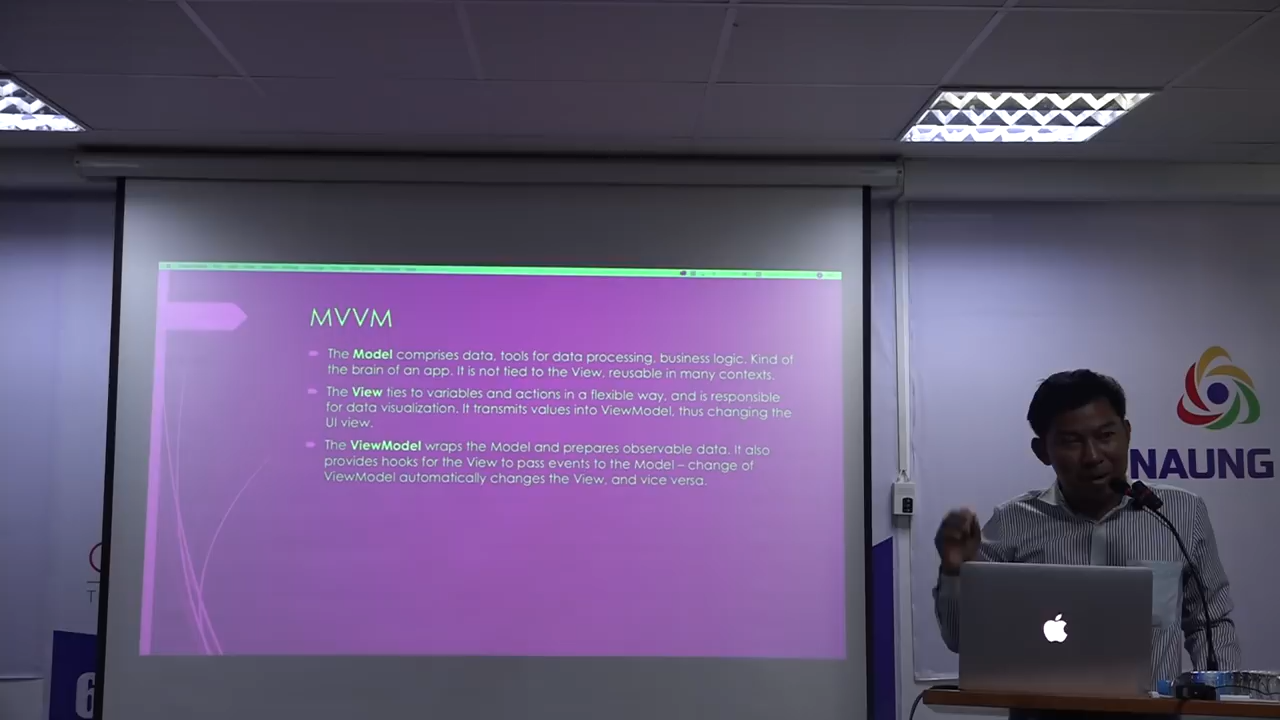 MVVM
The Model comprises data, tools for data processing, business logic. Kind of
the brain of an app. It is not tied to the View, reusable in many contexts.
The View ties to variables and actions in a flexible way, and is responsible
for data visualization. It transmits values into ViewModel, thus changing the
UI view.
The ViewModel wraps the Model and prepares observable data. It also
provides hooks for the View to pass events to the Model – change of
ViewModel automatically changes the View, and vice versa.
NAUNG
6